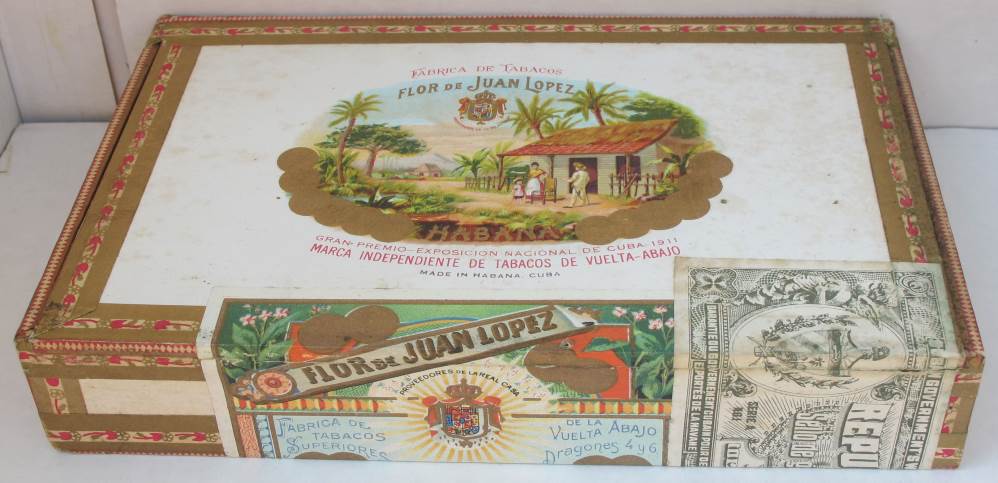 FABRICA DE TABACOS
FLOR DE JUAN LOPEZ
HABANA
GRAN PREMIO-EXPOSICION NACIONAL DE CUBA. 1911
MARCA INDEPENDIENTE DE TABACOS DE VUELTA-ABAJO
MADE IN HABANA, CUBA
FLOR DE JUAN LOPEZ
PROVEEDORES DE LA REAL CASA
FABRICA DE
TABACOS
SUPERIORES
DE LA
VUELTA ABAJO
Dragones 4 y 6
GOVERNMENT'S W
REPU